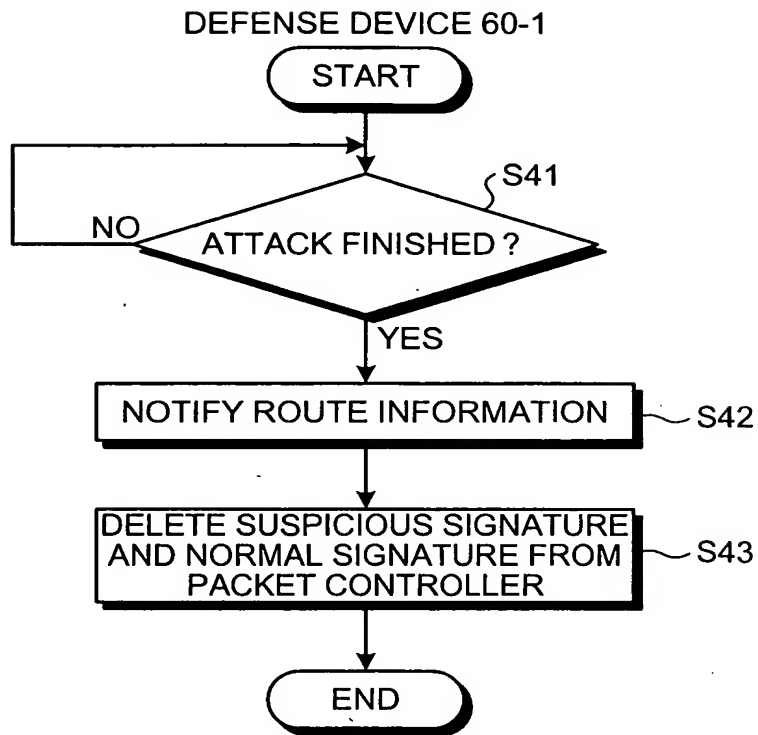 DEFENSE DEVICE 60-1
START
S41
NO
ATTACK FINISHED ?
YES
NOTIFY ROUTE INFORMATION
S42
DELETE SUSPICIOUS SIGNATURE
AND NORMAL SIGNATURE FROM
PACKET CONTROLLER
S43
END